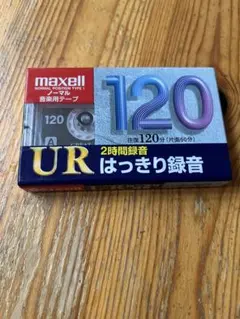 maxell
NORMAL POSITION TYPE I
ノーマル
音楽用テープ
120
往復120分(片面60分)
120
A
UR
2時間録音
はっきり録音